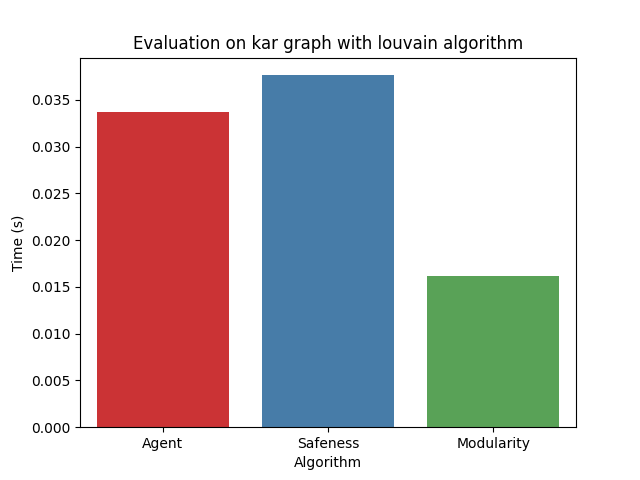 Evaluation on kar graph with louvain algorithm
Time (s)
0.035
0.030
0.025
0.020
0.015
0.010
0.005
0.000
Agent
Safeness
Modularity
Algorithm